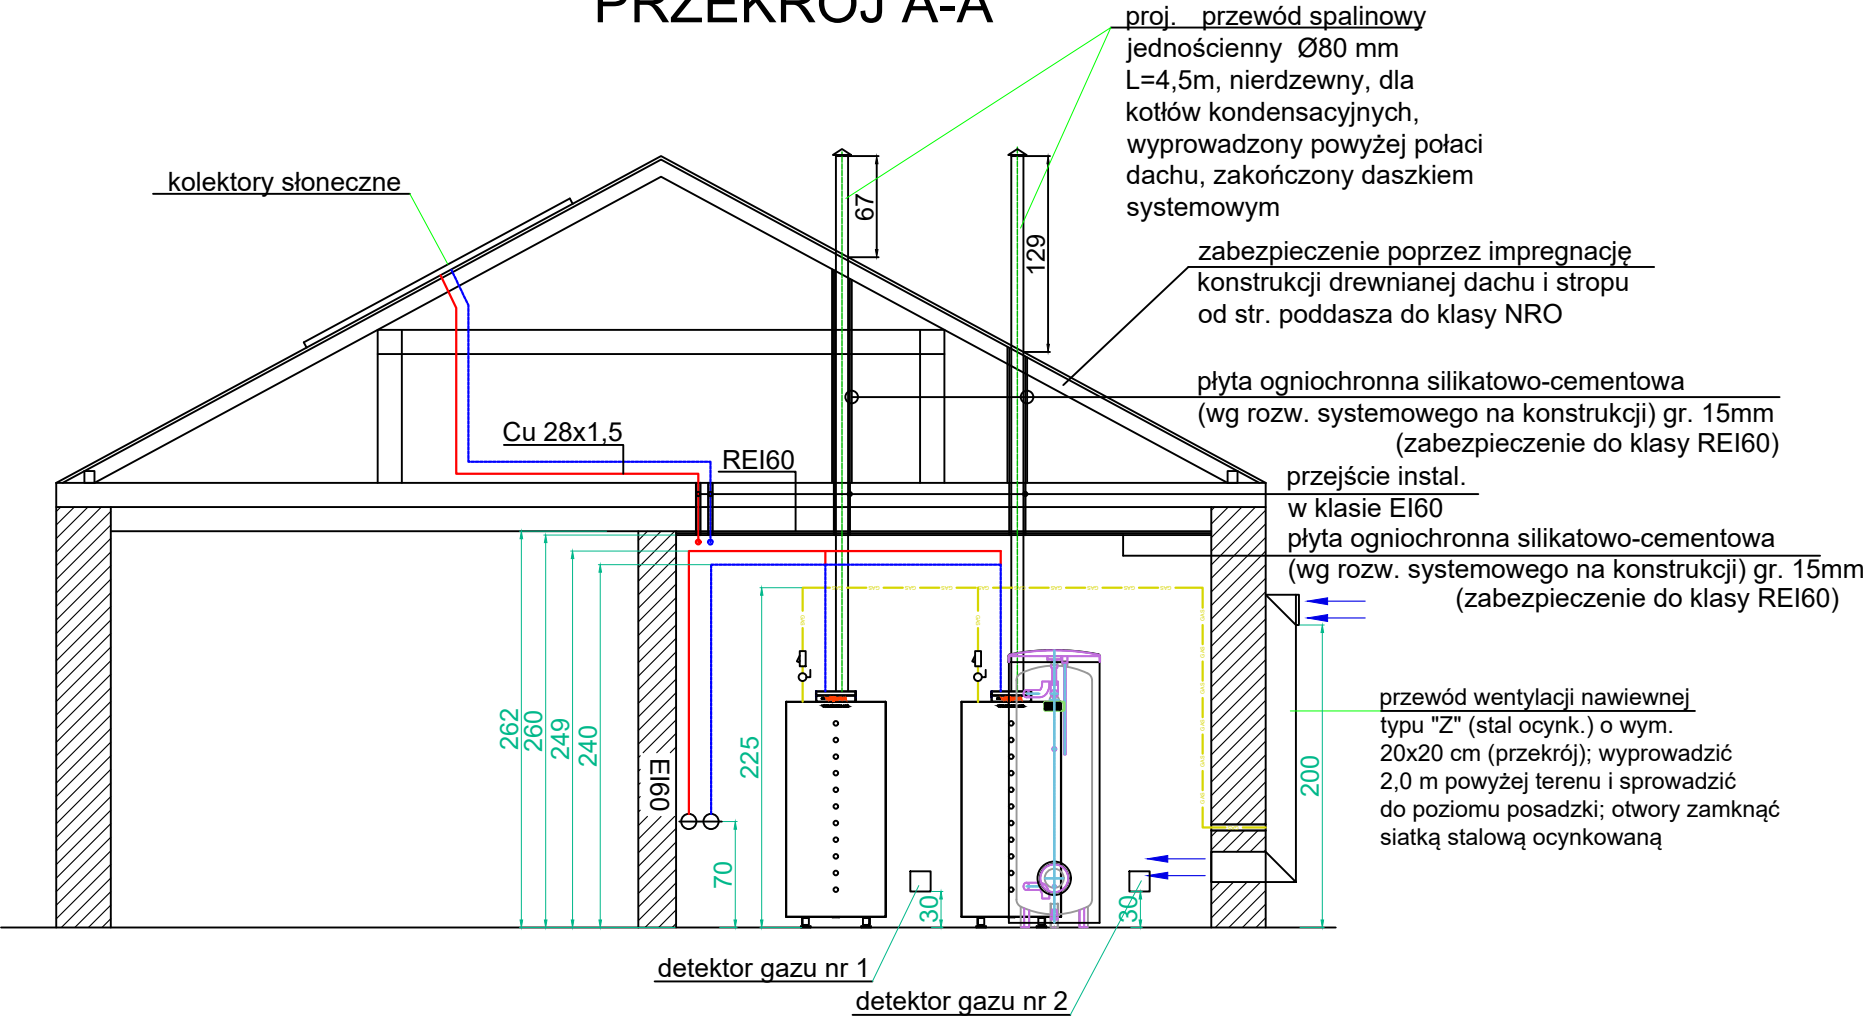 PRZEKRÓJ A-A
proj. przewód spalinowy
jednościenny Ø80 mm
L=4,5m, nierdzewny, dla
kotłów kondensacyjnych,
wyprowadzony powyżej połaci
dachu, zakończony daszkiem
systemowym
kolektory słoneczne
67
129
zabezpieczenie poprzez impregnację
konstrukcji drewnianej dachu i stropu
od str. poddasza do klasy NRO
płyta ogniochronna silikatowo-cementowa
(wg rozw. systemowego na konstrukcji) gr. 15mm
(zabezpieczenie do klasy REI60)
Cu 28x1,5
REI60
przejście instal.
w klasie EI60
płyta ogniochronna silikatowo-cementowa
(wg rozw. systemowego na konstrukcji) gr. 15mm
(zabezpieczenie do klasy REI60)
262
260
249
240
EI60
225
70
30
30
200
przewód wentylacji nawiewnej
typu "Z" (stal ocynk.) o wym.
20x20 cm (przekrój); wyprowadzić
2,0 m powyżej terenu i sprowadzić
do poziomu posadzki; otwory zamknąć
siatką stalową ocynkowaną
detektor gazu nr 1
detektor gazu nr 2